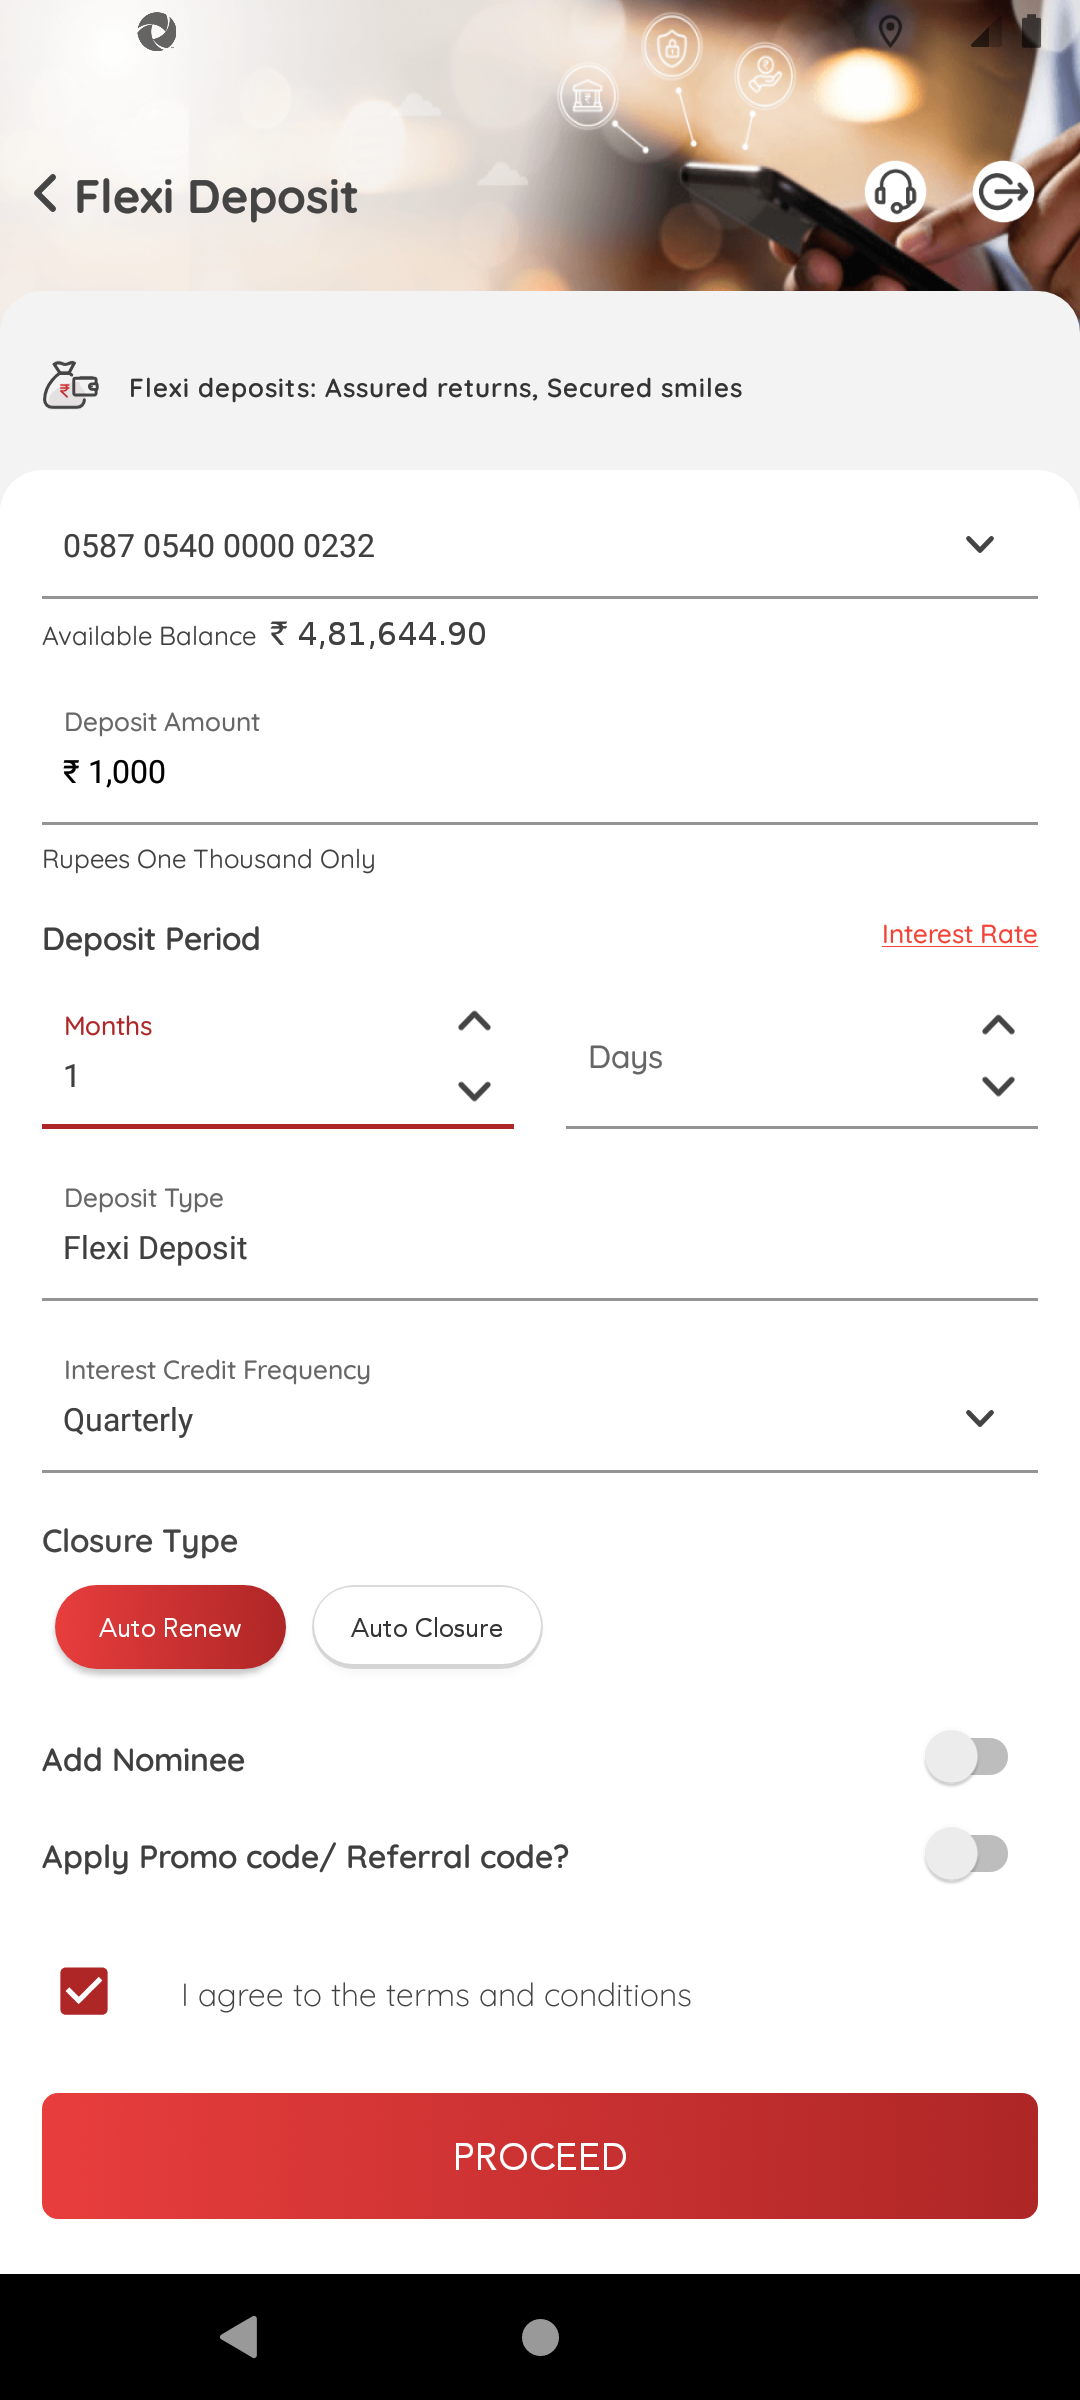 Flexi Deposit
Flexi deposits: Assured returns, Secured smiles
0587 0540 0000 0232
Available Balance ₹ 4,81,644.90
Deposit Amount
₹ 1,000
Rupees One Thousand Only
Deposit Period
Interest Rate
Months
1
Days
Deposit Type
Flexi Deposit
Interest Credit Frequency
Quarterly
Closure Type
Auto Renew
Auto Closure
Add Nominee
Apply Promo code/ Referral code?
I agree to the terms and conditions
PROCEED